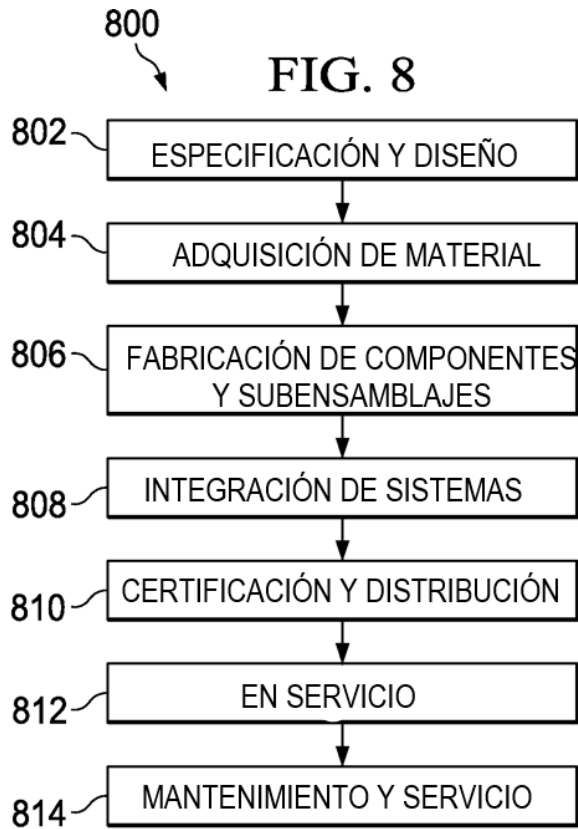 800
FIG. 8
802
ESPECIFICACIÓN Y DISEÑO
804
ADQUISICIÓN DE MATERIAL
806
FABRICACIÓN DE COMPONENTES
Y SUBENSAMBLAJES
808
INTEGRACIÓN DE SISTEMAS
810
CERTIFICACIÓN Y DISTRIBUCIÓN
812
EN SERVICIO
814
MANTENIMIENTO Y SERVICIO